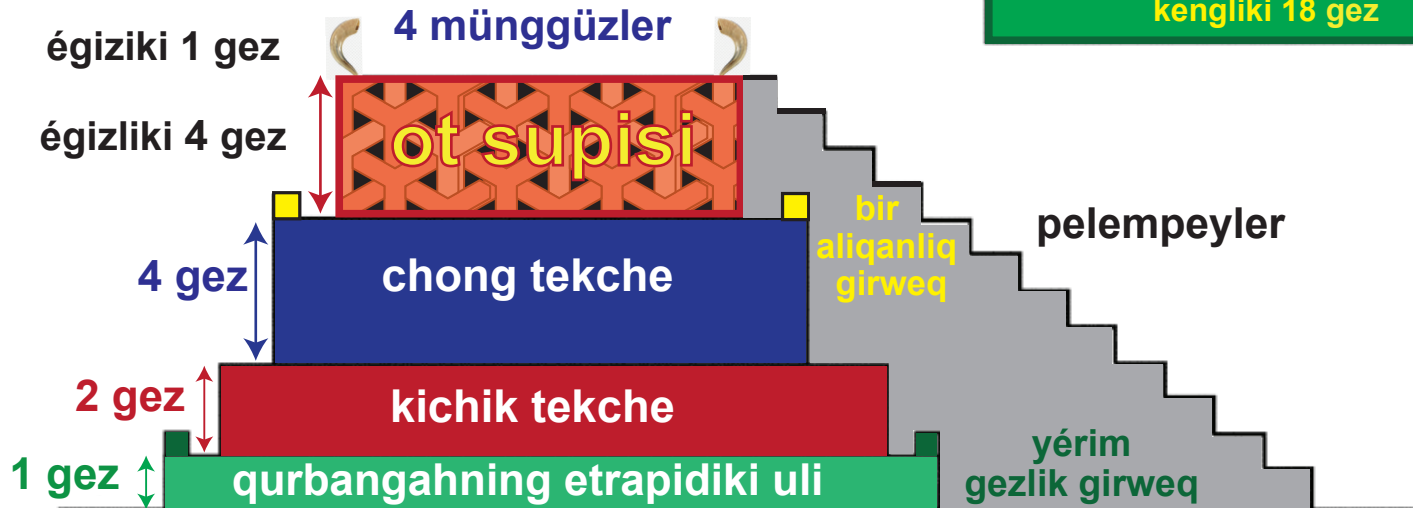 kengliki 18 gez
4 münggüzler
égiziki 1 gez
égizliki 4 gez
ot supisi
bir
aliqanliq
girweq
pelempeyler
4 gez
chong tekche
2 gez
kichik tekche
yérim
gezlik girweq
1 gez
qurbangahning etrapidiki uli